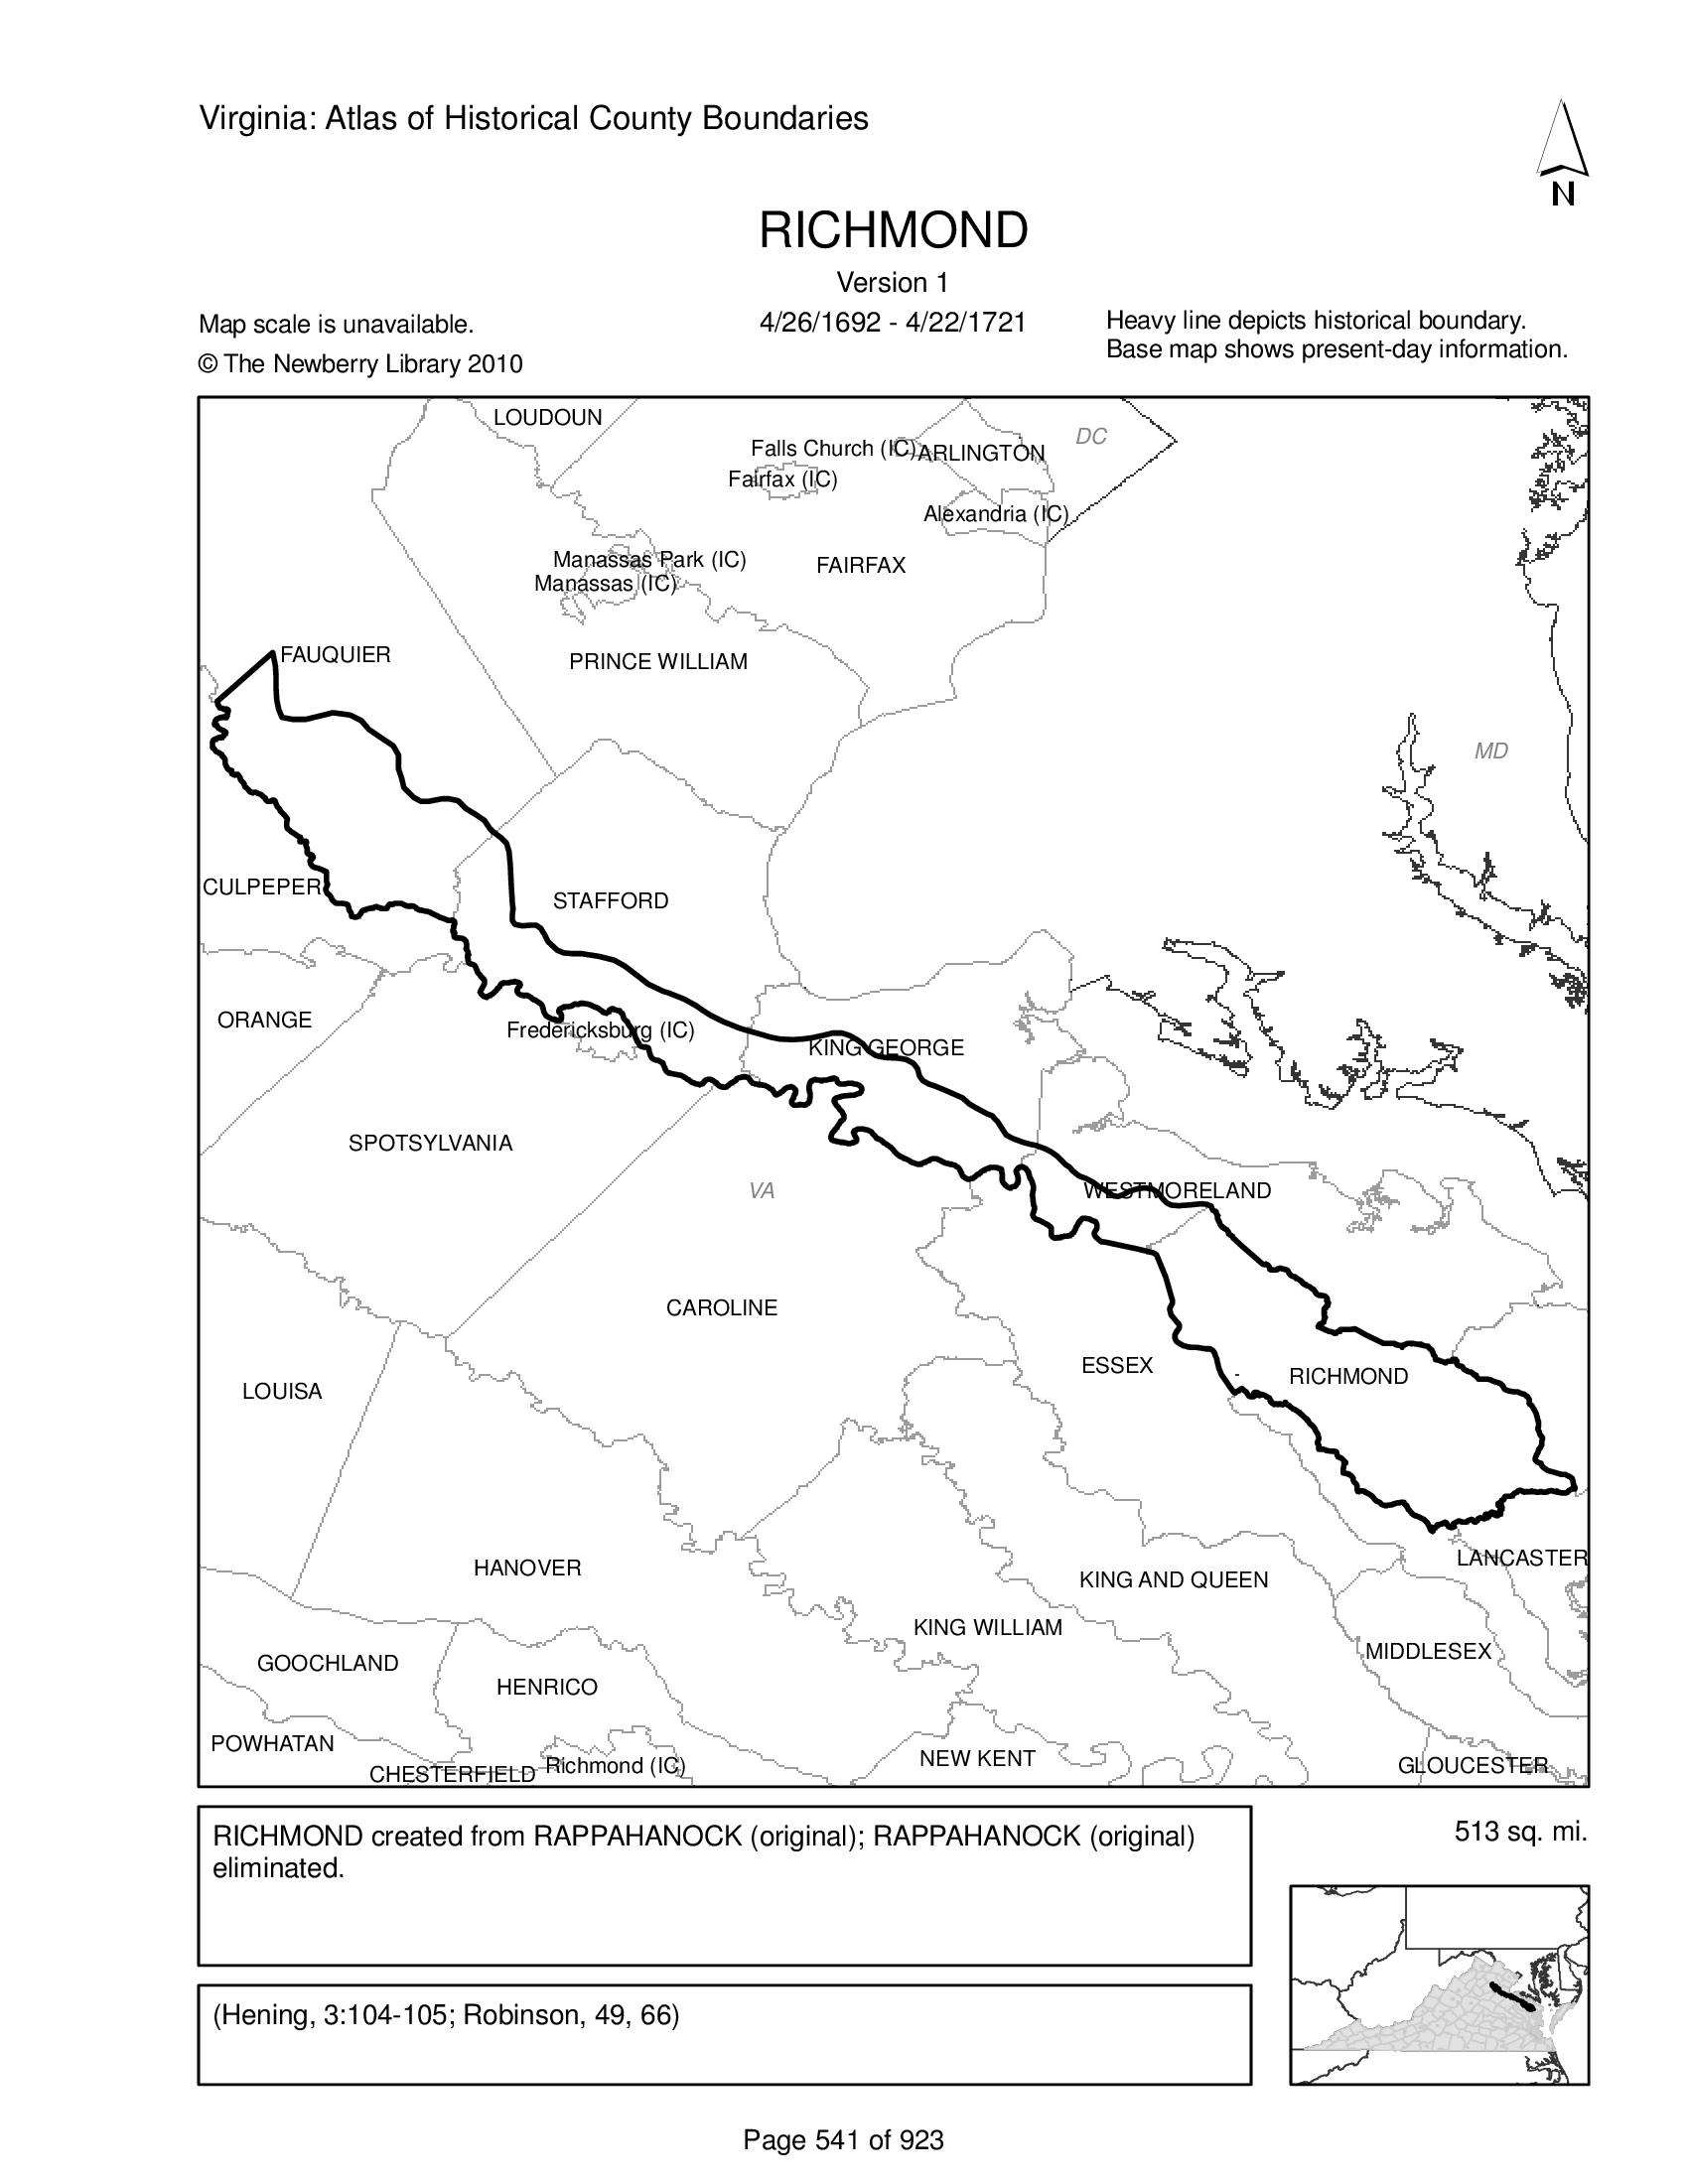 Virginia: Atlas of Historical County Boundaries
N
RICHMOND
Version 1
4/26/1692 - 4/22/1721
Map scale is unavailable.
© The Newberry Library 2010
Heavy line depicts historical boundary.
Base map shows present-day information.
LOUDOUN
DC
Falls Church (IC)
ARLINGTON
Fairfax (IC)
Alexandria (IC)
Manassas Park (IC)
FAIRFAX
Manassas (IC)
FAUQUIER
PRINCE WILLIAM
MD
CULPEPER
STAFFORD
ORANGE
Fredericksburg (IC)
KING GEORGE
SPOTSYLVANIA
VA
WESTMORELAND
CAROLINE
ESSEX
RICHMOND
LOUISA
LANCASTER
HANOVER
KING AND QUEEN
KING WILLIAM
MIDDLESEX
GOOCHLAND
HENRICO
POWHATAN
NEW KENT
CHESTERFIELD
Richmond (IC)
GLOUCESTER
RICHMOND created from RAPPAHANOCK (original); RAPPAHANOCK (original)
eliminated.
513 sq. mi.
(Hening, 3:104-105; Robinson, 49, 66)
Page 541 of 923